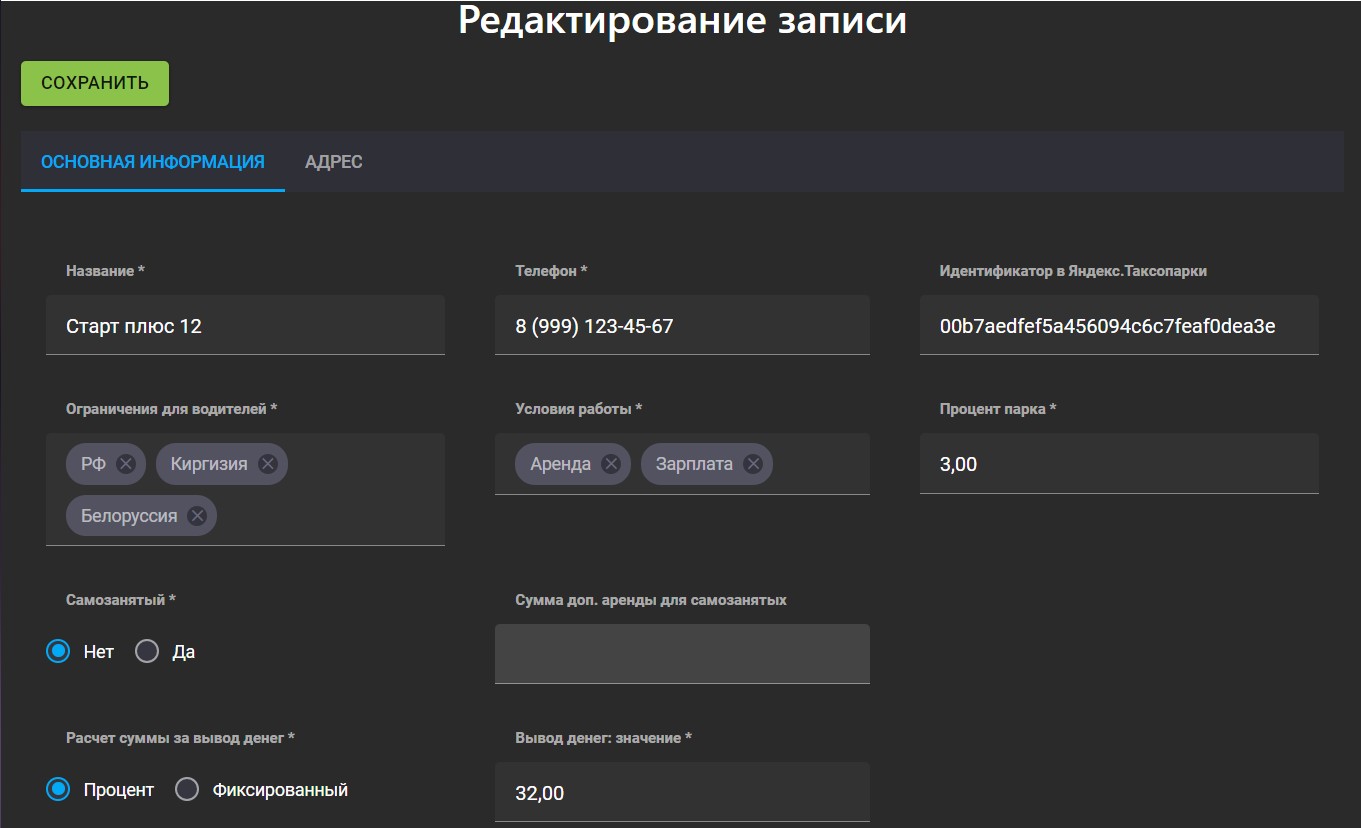 Редактирование записи
СОХРАНИТЬ
ОСНОВНАЯ ИНФОРМАЦИЯ АДРЕС
Название * Телефон * Идентификатор в Яндекс.Таксопарки
Старт плюс 12 8 (999) 123-45-67 00b7aedfef5a456094c6c7feaf0dea3e
Ограничения для водителей * Условия работы * Процент парка *
РФ Киргизия Аренда Зарплата 3,00
Белоруссия
Самозанятый * Сумма доп. аренды для самозанятых
Нет Да
Расчет суммы за вывод денег * Вывод денег: значение *
Процент Фиксированный 32,00